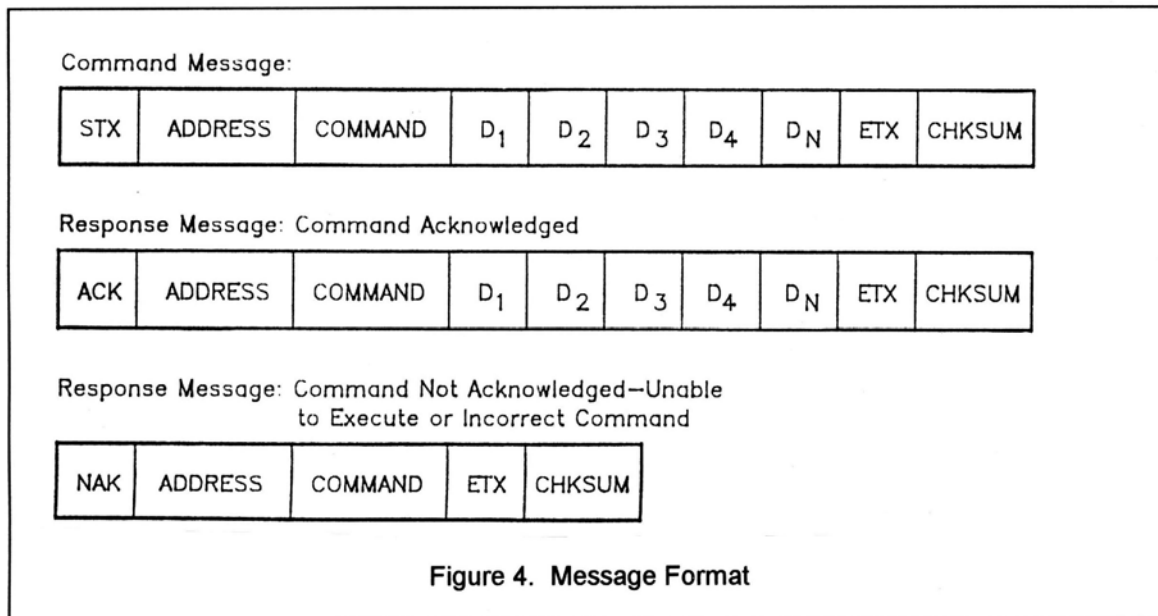 Command Message:
STX ADDRESS COMMAND D1 D2 D3 D4 DN ETX CHKSUM
Response Message: Command Acknowledged
ACK ADDRESS COMMAND D1 D2 D3 D4 DN ETX CHKSUM
Response Message: Command Not Acknowledged—Unable
to Execute or Incorrect Command
NAK ADDRESS COMMAND ETX CHKSUM
Figure 4. Message Format